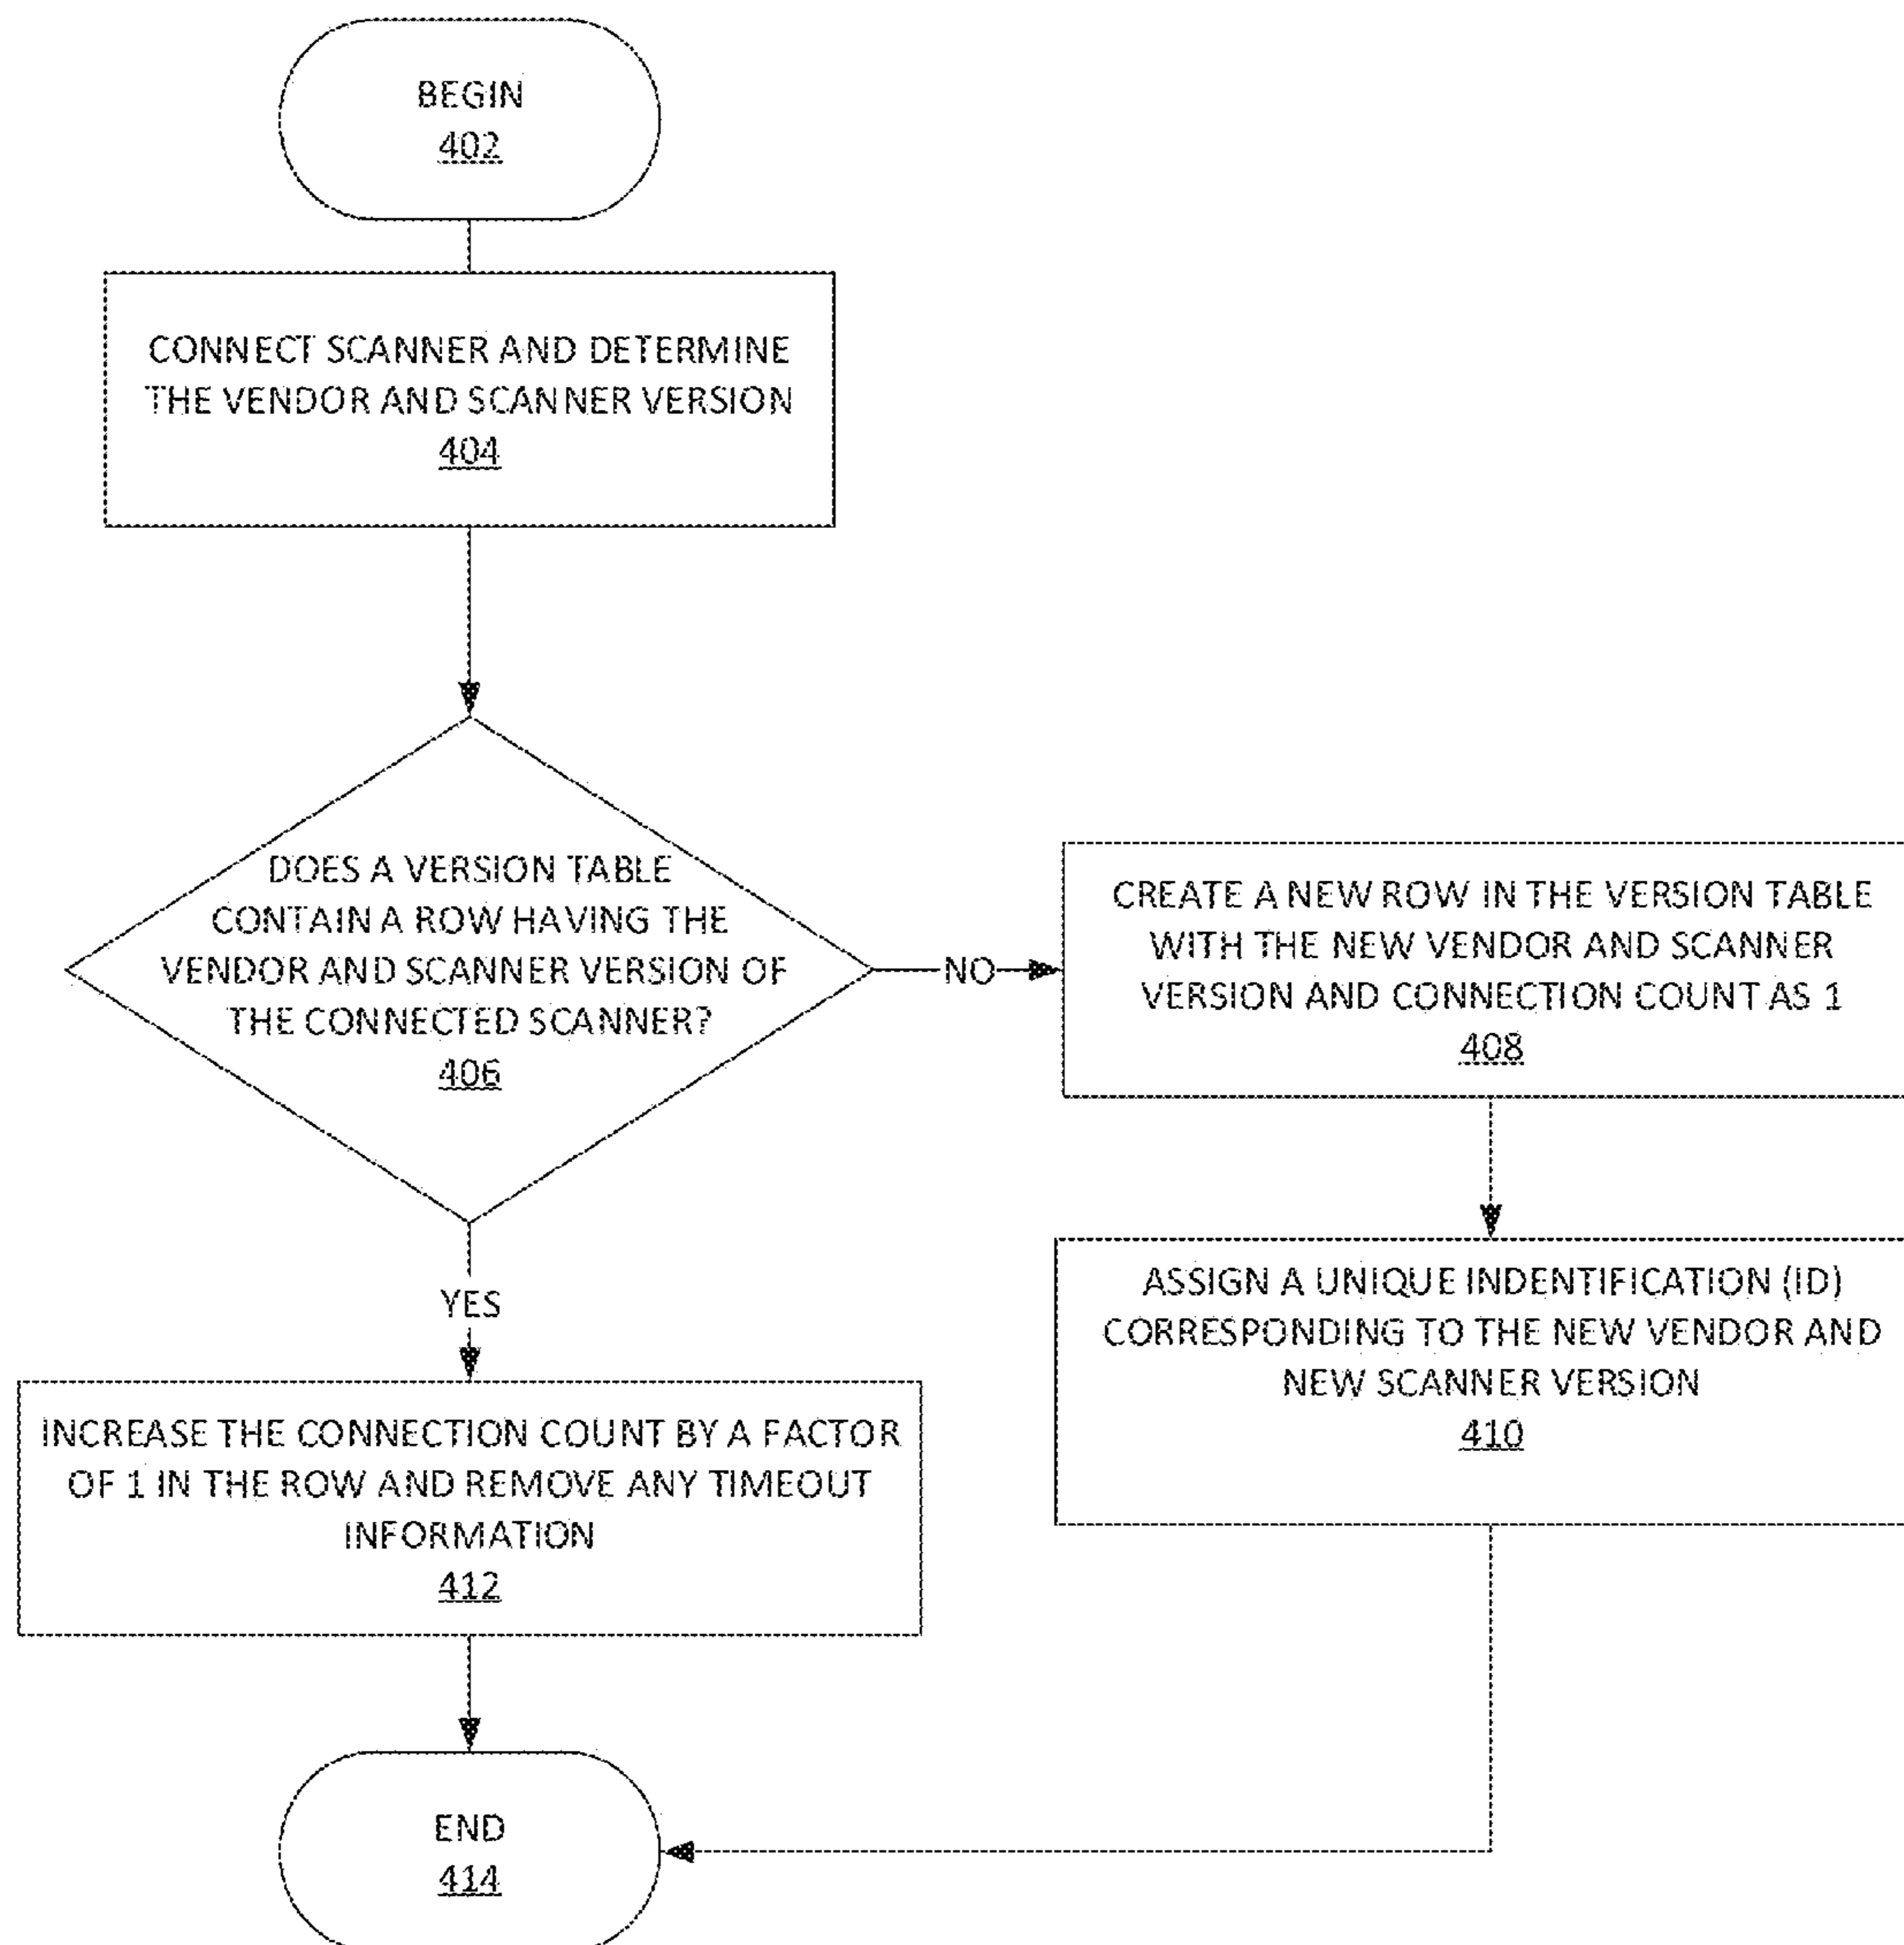 BEGIN
402
CONNECT SCANNER AND DETERMINE
THE VENDOR AND SCANNER VERSION
404
DOES A VERSION TABLE
CONTAIN A ROW HAVING THE
VENDOR AND SCANNER VERSION OF
THE CONNECTED SCANNER?
406
NO
CREATE A NEW ROW IN THE VERSION TABLE
WITH THE NEW VENDOR AND SCANNER
VERSION AND CONNECTION COUNT AS 1
408
ASSIGN A UNIQUE INDENTIFICATION (ID)
CORRESPONDING TO THE NEW VENDOR AND
NEW SCANNER VERSION
410
YES
INCREASE THE CONNECTION COUNT BY A FACTOR
OF 1 IN THE ROW AND REMOVE ANY TIMEOUT
INFORMATION
412
END
414